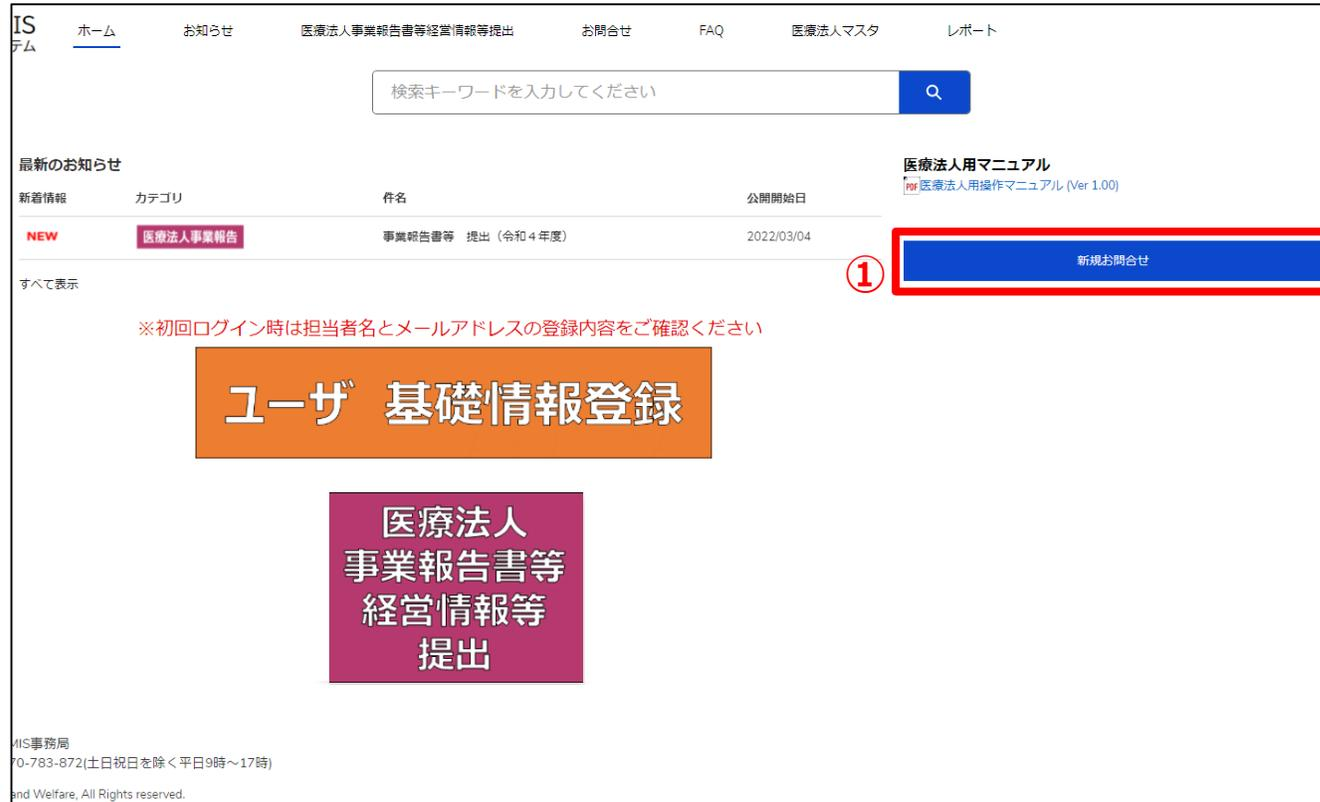 IS
テム
ホーム お知らせ 医療法人事業報告書等経営情報等提出 お問合せ FAQ 医療法人マスタ レポート
検索キーワードを入力してください
最新のお知らせ
新着情報 カテゴリ 件名 公開開始日
NEW 医療法人事業報告 事業報告書等 提出（令和４年度） 2022/03/04
すべて表示
医療法人用マニュアル
PDF 医療法人用操作マニュアル (Ver 1.00)
①
新規お問合せ
※初回ログイン時は担当者名とメールアドレスの登録内容をご確認ください
ユーザ 基礎情報登録
医療法人
事業報告書等
経営情報等
提出
MIS事務局
70-783-872(土日祝日を除く平日9時～17時)
and Welfare, All Rights reserved.